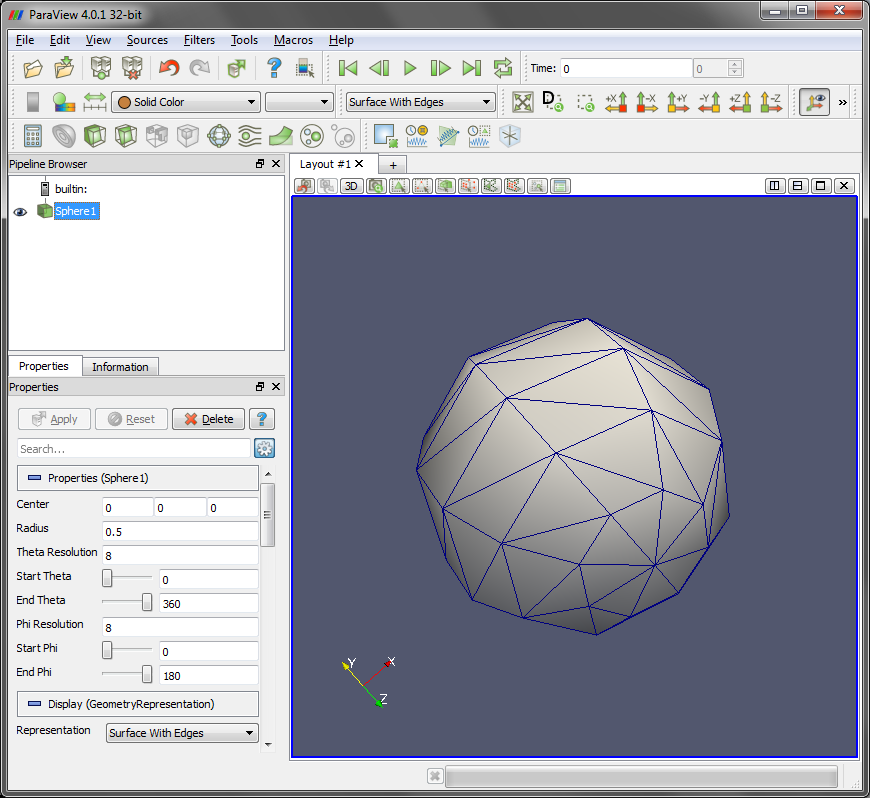 ParaView 4.0.1 32-bit
File Edit View Sources Filters Tools Macros Help
Time: 0 0
Solid Color Surface With Edges D +X -X +Y -Y +Z -Z »
Pipeline Browser
Layout #1 +
3D
builtin:
Sphere1
Properties Information
Properties
Apply Reset Delete ?
Search...
Properties (Sphere1)
Center 0 0 0
Radius 0.5
Theta Resolution 8
Start Theta 0
End Theta 360
Phi Resolution 8
Start Phi 0
End Phi 180
Display (GeometryRepresentation)
Representation Surface With Edges
Y X
Z